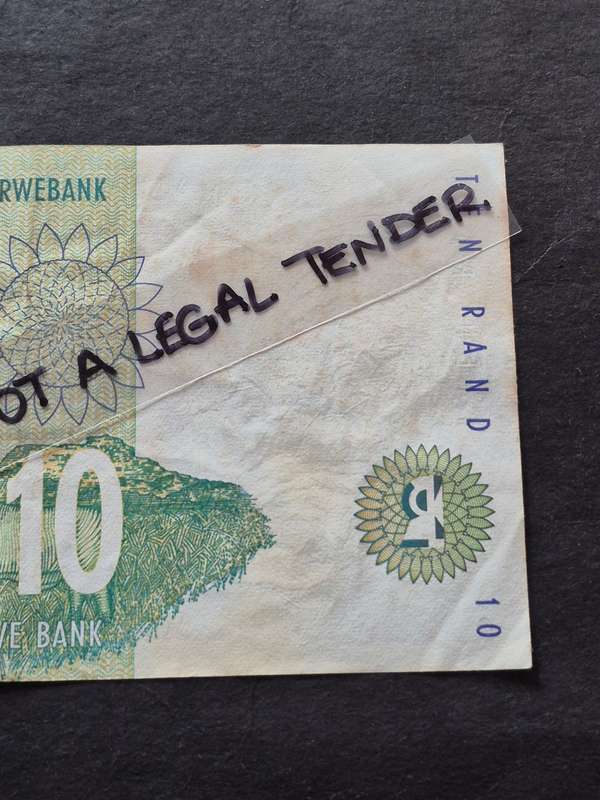 RWEBANK
OT A LEGAL TENDER.
TEN RAND 10
10
VE BANK